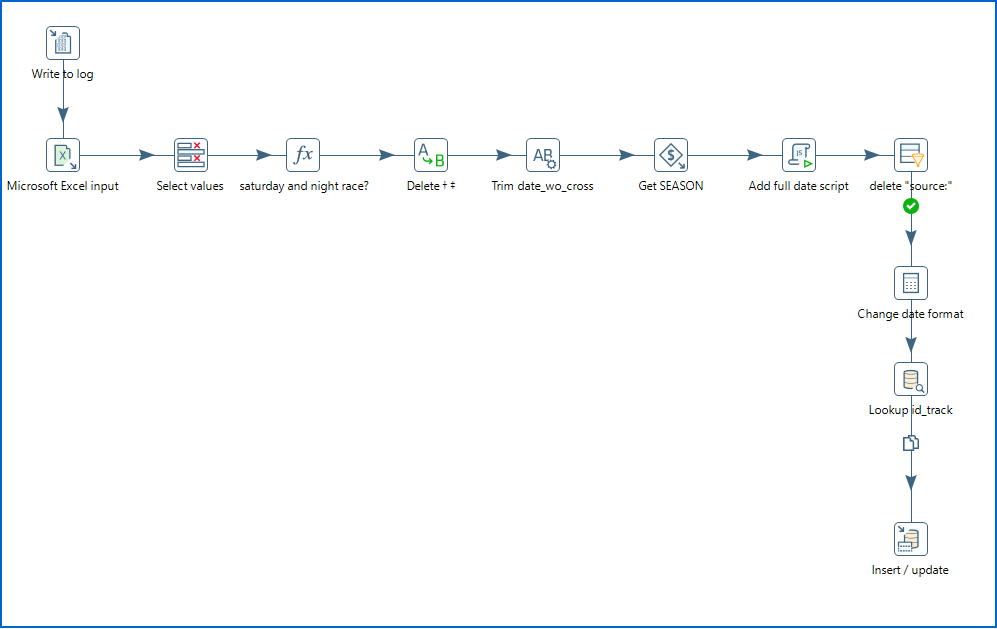 Write to log
Microsoft Excel input
Select values
saturday and night race?
Delete † ‡
Trim date_wo_cross
Get SEASON
Add full date script
delete "source:"
Change date format
Lookup id_track
Insert / update